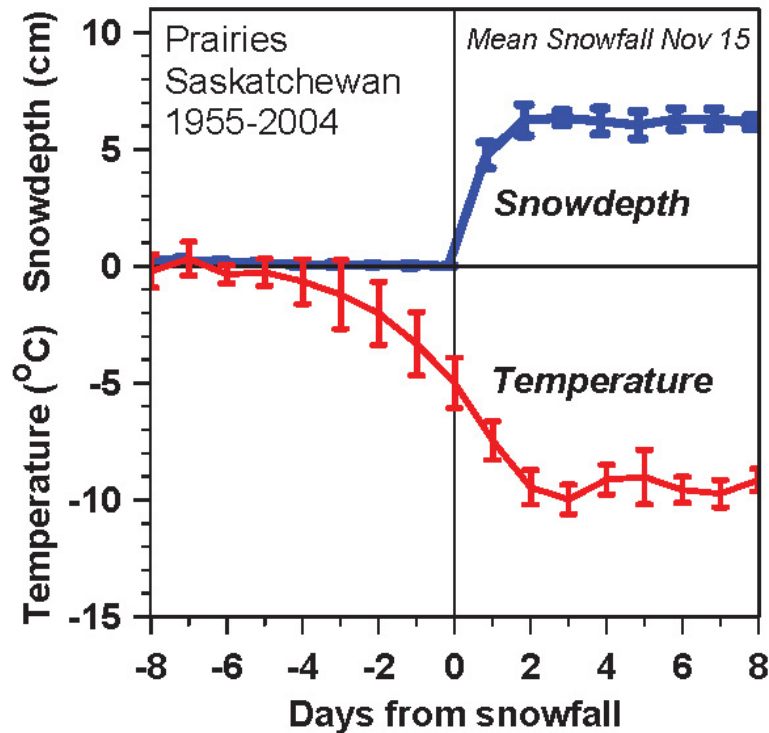 Prairies
Saskatchewan
1955-2004
Mean Snowfall Nov 15
Snowdepth
Temperature
Snowdepth (cm)
Temperature (°C)
10
5
0
-5
-10
-15
-8 -6 -4 -2 0 2 4 6 8
Days from snowfall